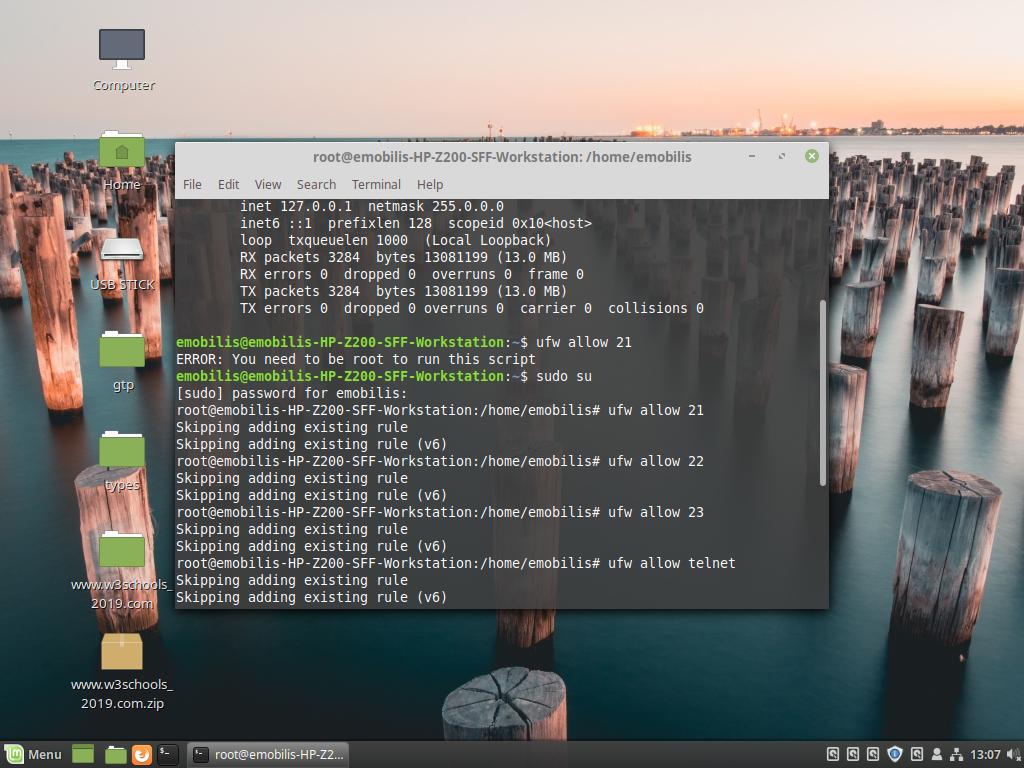 Computer
Home
USB STICK
gtp
types
www.w3schools_
2019.com
www.w3schools_
2019.com.zip
root@emobilis-HP-Z200-SFF-Workstation: /home/emobilis
File Edit View Search Terminal Help
inet 127.0.0.1  netmask 255.0.0.0
inet6 ::1  prefixlen 128  scopeid 0x10<host>
loop  txqueuelen 1000  (Local Loopback)
RX packets 3284  bytes 13081199 (13.0 MB)
RX errors 0  dropped 0  overruns 0  frame 0
TX packets 3284  bytes 13081199 (13.0 MB)
TX errors 0  dropped 0 overruns 0  carrier 0  collisions 0
emobilis@emobilis-HP-Z200-SFF-Workstation:~$ ufw allow 21
ERROR: You need to be root to run this script
emobilis@emobilis-HP-Z200-SFF-Workstation:~$ sudo su
[sudo] password for emobilis:
root@emobilis-HP-Z200-SFF-Workstation:/home/emobilis# ufw allow 21
Skipping adding existing rule
Skipping adding existing rule (v6)
root@emobilis-HP-Z200-SFF-Workstation:/home/emobilis# ufw allow 22
Skipping adding existing rule
Skipping adding existing rule (v6)
root@emobilis-HP-Z200-SFF-Workstation:/home/emobilis# ufw allow 23
Skipping adding existing rule
Skipping adding existing rule (v6)
root@emobilis-HP-Z200-SFF-Workstation:/home/emobilis# ufw allow telnet
Skipping adding existing rule
Skipping adding existing rule (v6)
Menu
root@emobilis-HP-Z2...
13:07